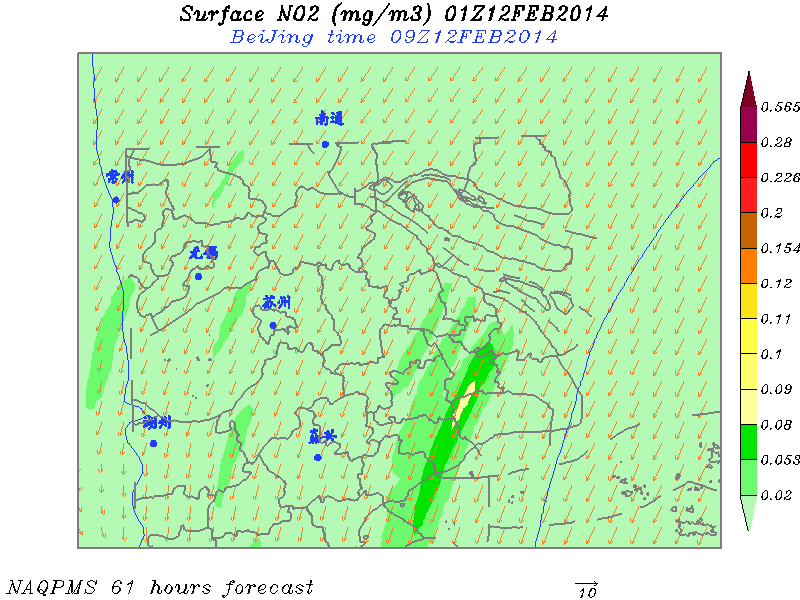 Surface NO2 (mg/m3) 01Z12FEB2014
BeiJing time 09Z12FEB2014
南通
常州
无锡
苏州
湖州
嘉兴
0.565
0.28
0.226
0.2
0.154
0.12
0.11
0.1
0.09
0.08
0.053
0.02
NAQPMS 61 hours forecast
10